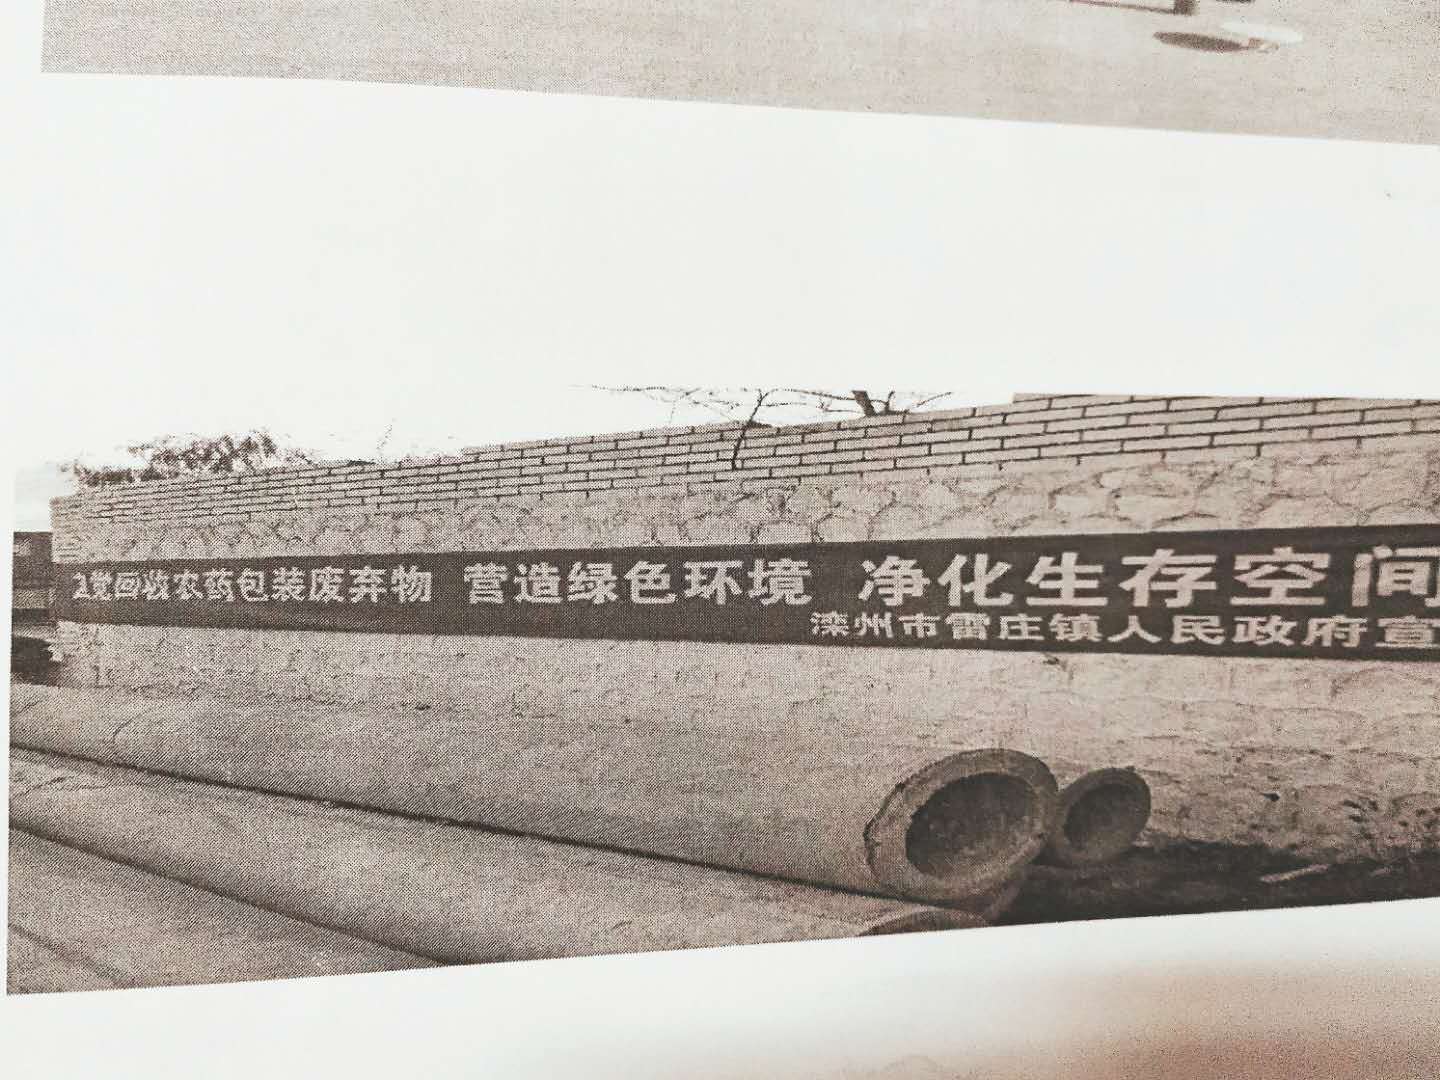 自觉回收农药包装废弃物 营造绿色环境 净化生存空间
滦州市雷庄镇人民政府宣